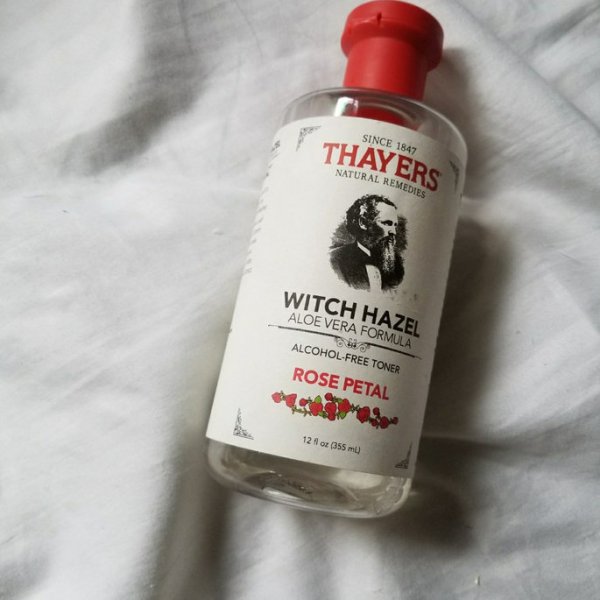 SINCE 1847
THAYERS
NATURAL REMEDIES
WITCH HAZEL
ALOE VERA FORMULA
ALCOHOL-FREE TONER
ROSE PETAL
12 fl oz (355 mL)